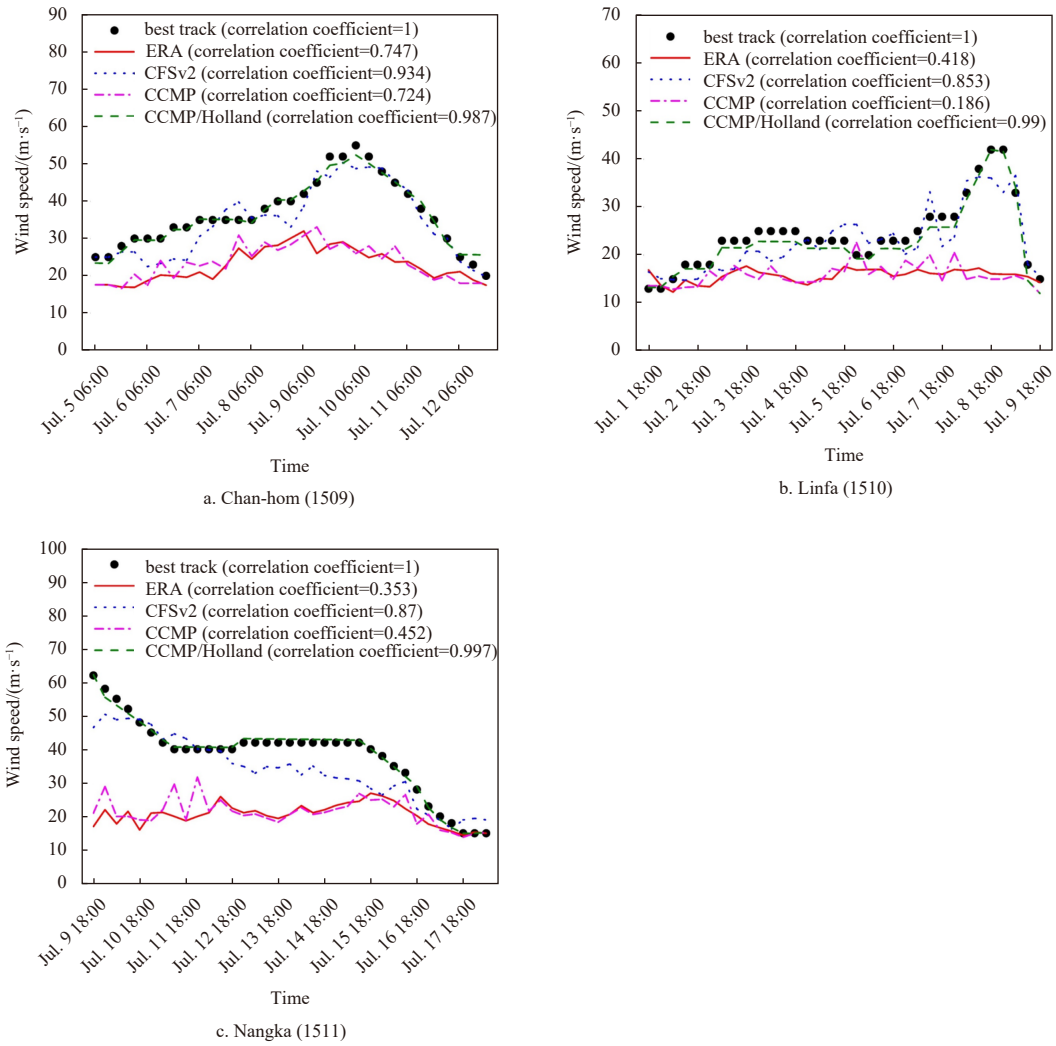 90
80
70
60
50
40
30
20
10
0
Wind speed/(m·s⁻¹)
best track (correlation coefficient=1)
ERA (correlation coefficient=0.747)
CFSv2 (correlation coefficient=0.934)
CCMP (correlation coefficient=0.724)
CCMP/Holland (correlation coefficient=0.987)
Jul. 5 06:00
Jul. 6 06:00
Jul. 7 06:00
Jul. 8 06:00
Jul. 9 06:00
Jul. 10 06:00
Jul. 11 06:00
Jul. 12 06:00
Time
a. Chan-hom (1509)
70
60
50
40
30
20
10
0
Wind speed/(m·s⁻¹)
best track (correlation coefficient=1)
ERA (correlation coefficient=0.418)
CFSv2 (correlation coefficient=0.853)
CCMP (correlation coefficient=0.186)
CCMP/Holland (correlation coefficient=0.99)
Jul. 1 18:00
Jul. 2 18:00
Jul. 3 18:00
Jul. 4 18:00
Jul. 5 18:00
Jul. 6 18:00
Jul. 7 18:00
Jul. 8 18:00
Jul. 9 18:00
Time
b. Linfa (1510)
100
90
80
70
60
50
40
30
20
10
0
Wind speed/(m·s⁻¹)
best track (correlation coefficient=1)
ERA (correlation coefficient=0.353)
CFSv2 (correlation coefficient=0.87)
CCMP (correlation coefficient=0.452)
CCMP/Holland (correlation coefficient=0.997)
Jul. 9 18:00
Jul. 10 18:00
Jul. 11 18:00
Jul. 12 18:00
Jul. 13 18:00
Jul. 14 18:00
Jul. 15 18:00
Jul. 16 18:00
Jul. 17 18:00
Time
c. Nangka (1511)